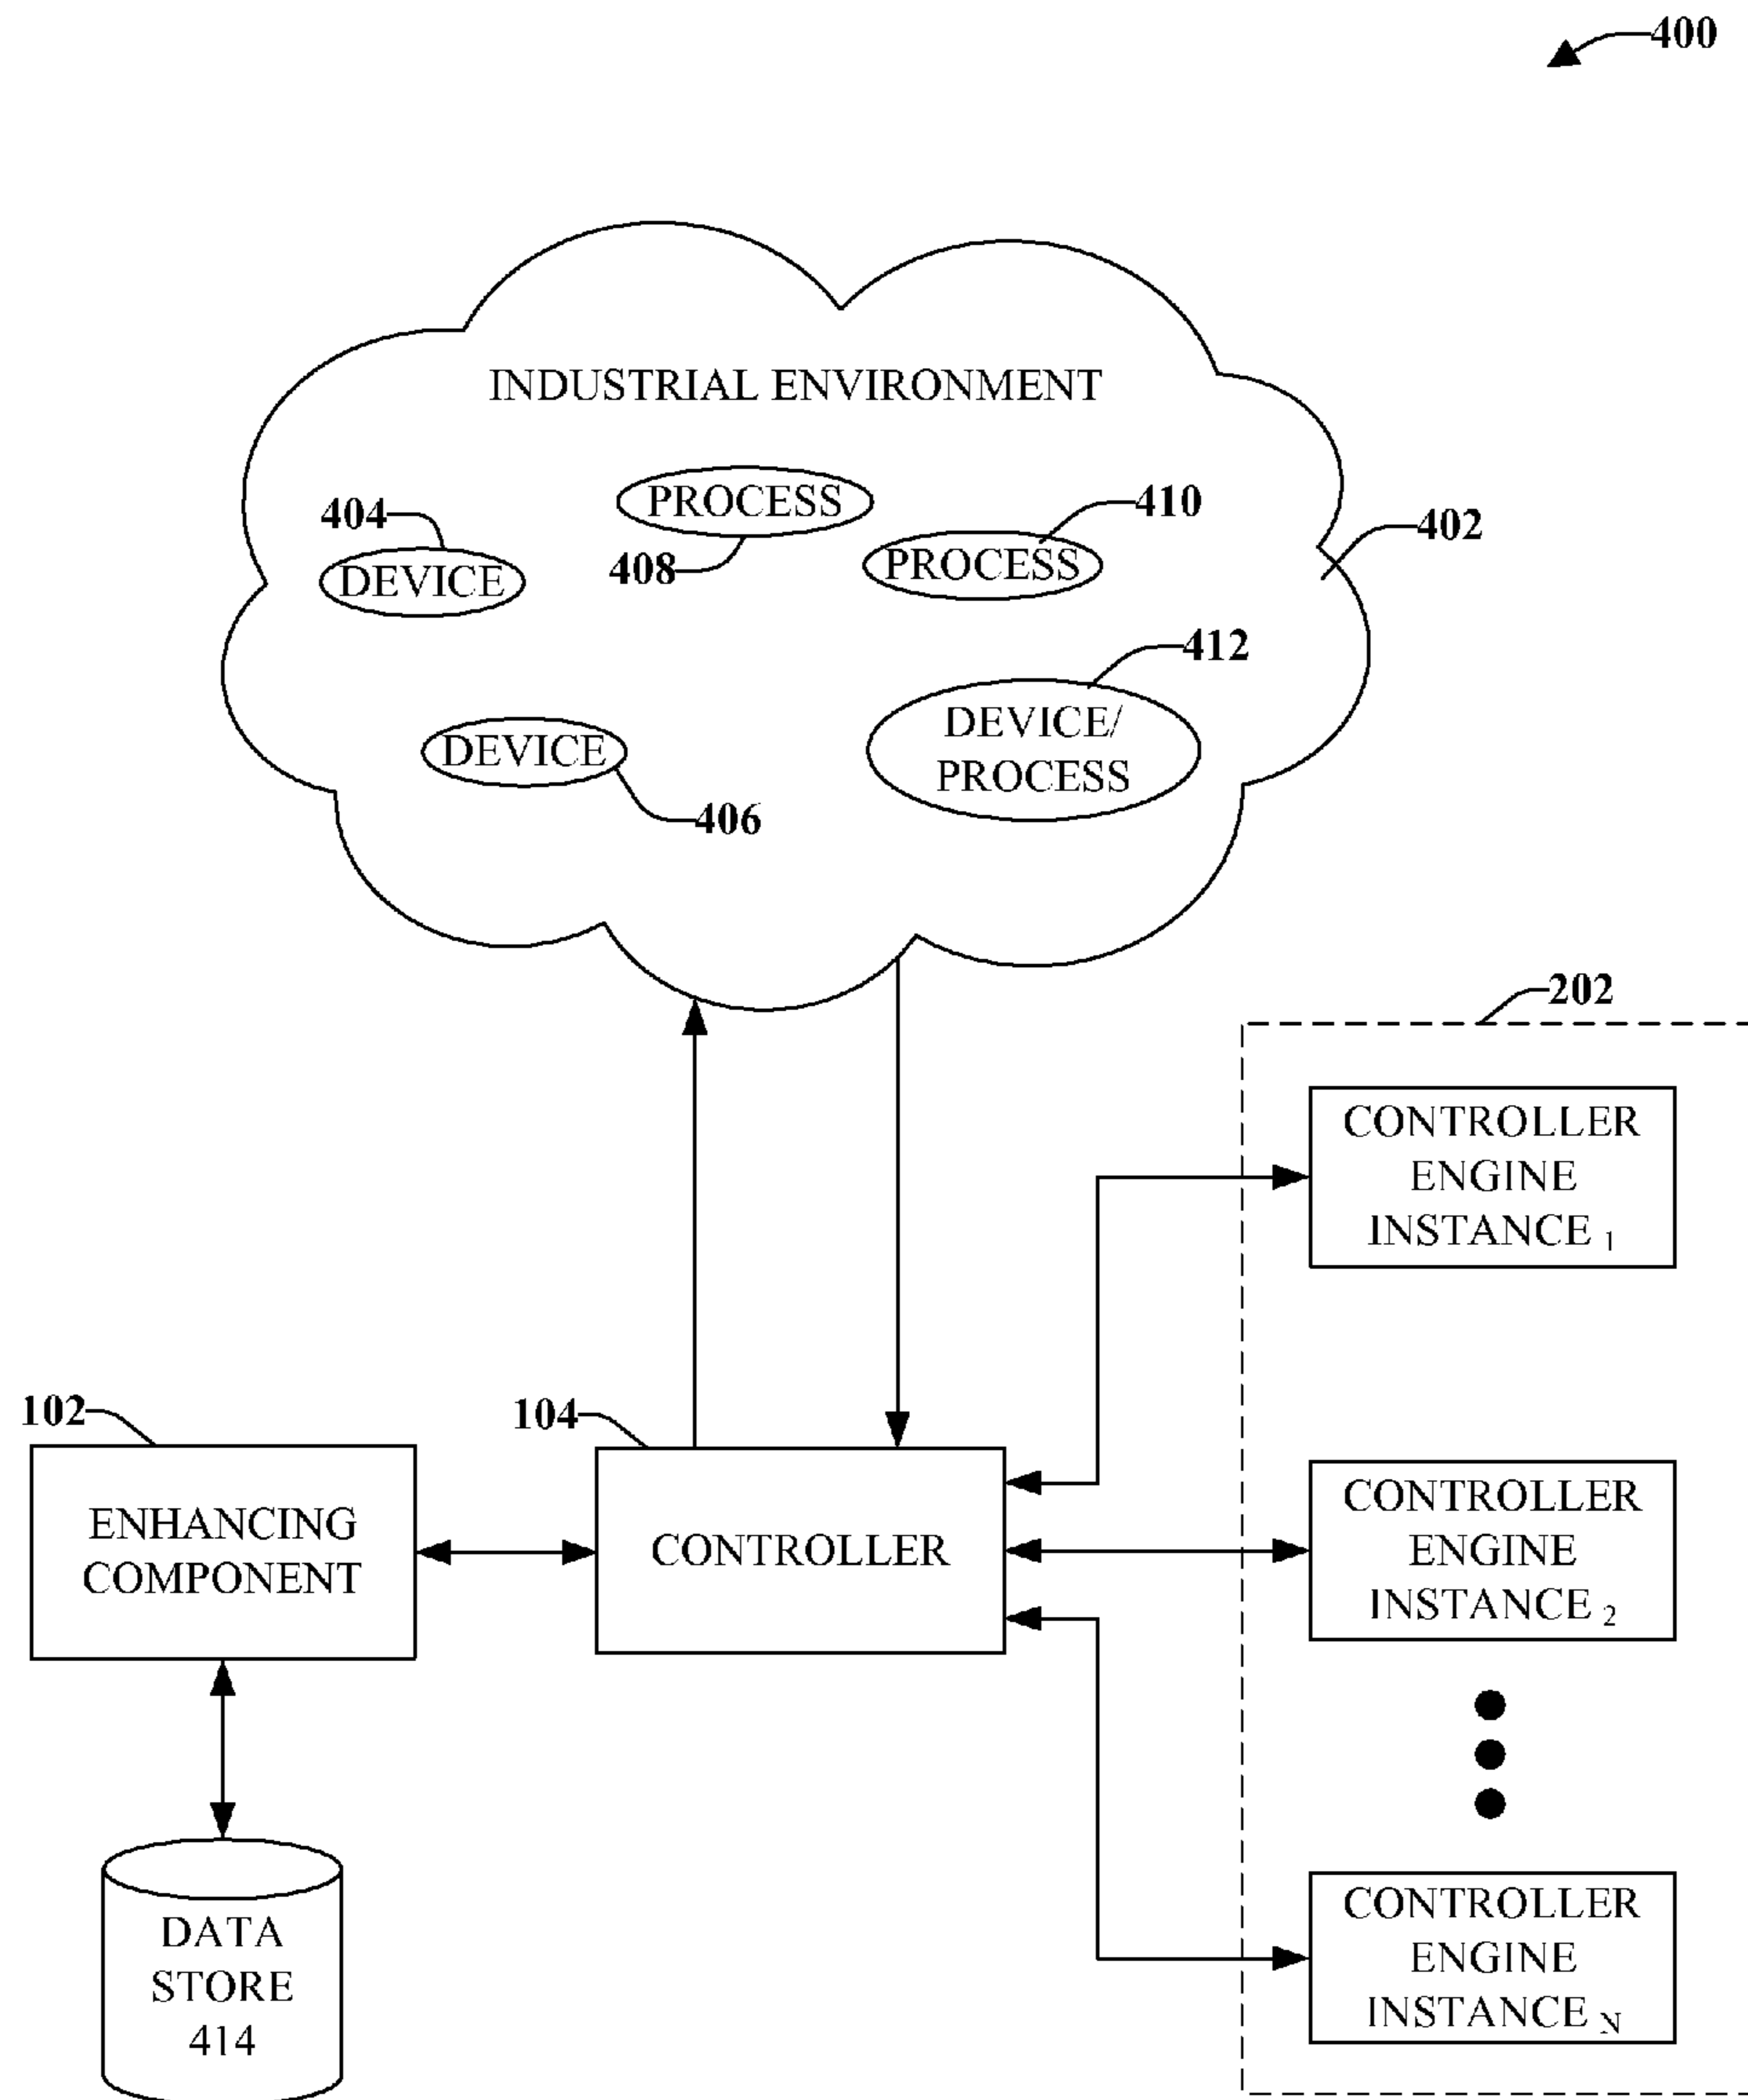 400
INDUSTRIAL ENVIRONMENT
PROCESS
410
404
402
408
PROCESS
DEVICE
412
DEVICE/
PROCESS
DEVICE
406
202
CONTROLLER
ENGINE
INSTANCE 1
102
104
ENHANCING
COMPONENT
CONTROLLER
CONTROLLER
ENGINE
INSTANCE 2
CONTROLLER
ENGINE
INSTANCE N
DATA
STORE
414